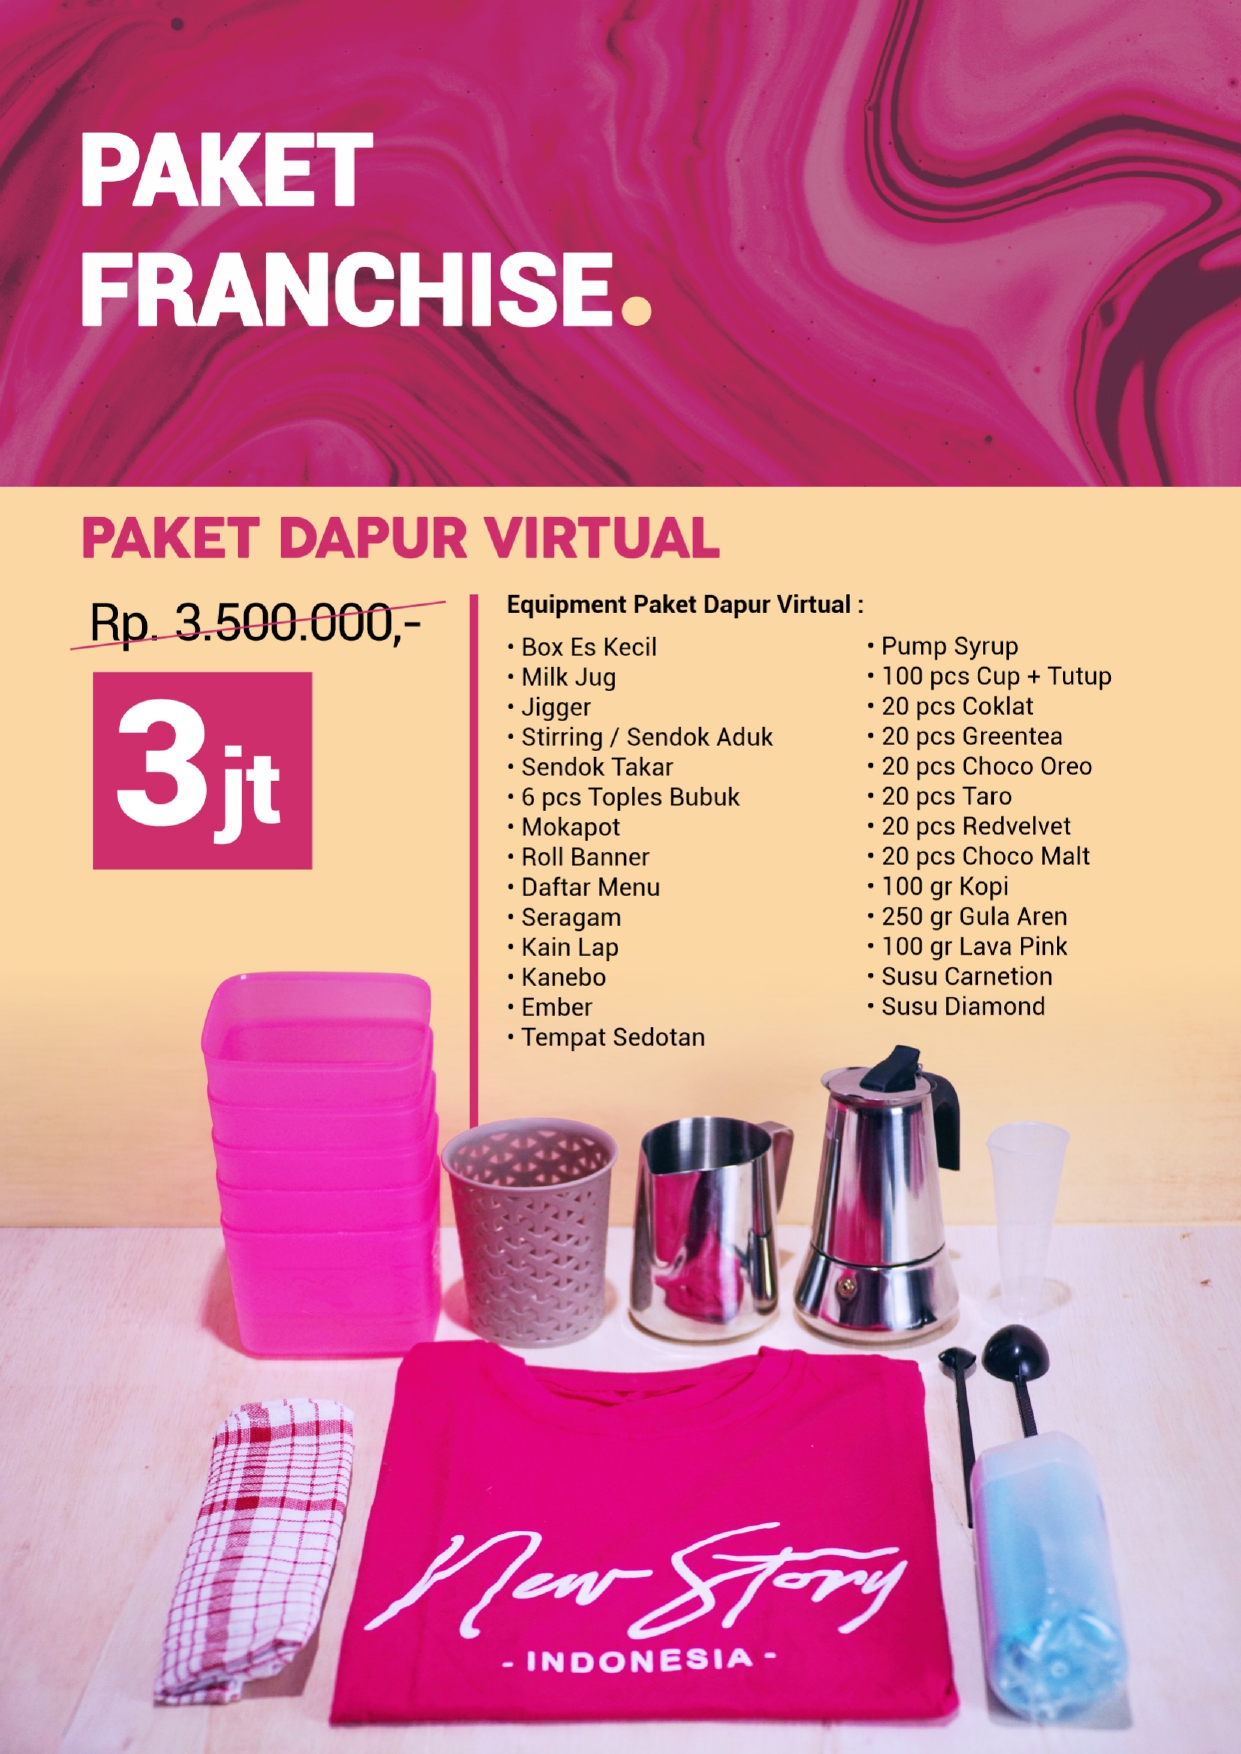 PAKET
FRANCHISE.
PAKET DAPUR VIRTUAL
Rp. 3.500.000,-
3jt
Equipment Paket Dapur Virtual :
• Box Es Kecil
• Milk Jug
• Jigger
• Stirring / Sendok Aduk
• Sendok Takar
• 6 pcs Toples Bubuk
• Mokapot
• Roll Banner
• Daftar Menu
• Seragam
• Kain Lap
• Kanebo
• Ember
• Tempat Sedotan
• Pump Syrup
• 100 pcs Cup + Tutup
• 20 pcs Coklat
• 20 pcs Greentea
• 20 pcs Choco Oreo
• 20 pcs Taro
• 20 pcs Redvelvet
• 20 pcs Choco Malt
• 100 gr Kopi
• 250 gr Gula Aren
• 100 gr Lava Pink
• Susu Carnetion
• Susu Diamond
New Story
- INDONESIA -